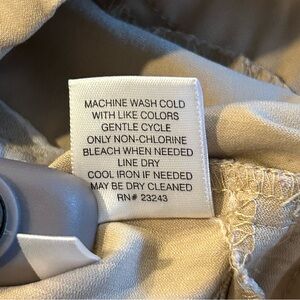 MACHINE WASH COLD
WITH LIKE COLORS
GENTLE CYCLE
ONLY NON-CHLORINE
BLEACH WHEN NEEDED
LINE DRY
COOL IRON IF NEEDED
MAY BE DRY CLEANED
RN# 23243